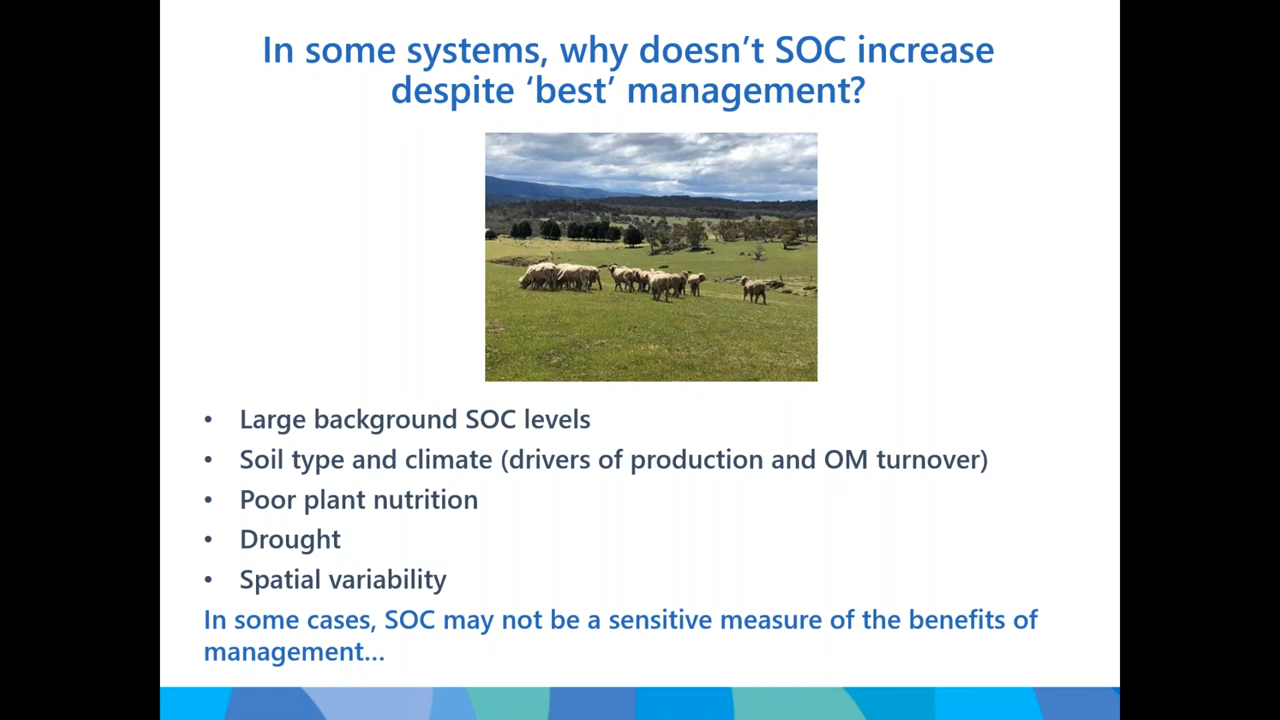 In some systems, why doesn’t SOC increase
despite ‘best’ management?
• Large background SOC levels
• Soil type and climate (drivers of production and OM turnover)
• Poor plant nutrition
• Drought
• Spatial variability
In some cases, SOC may not be a sensitive measure of the benefits of
management...